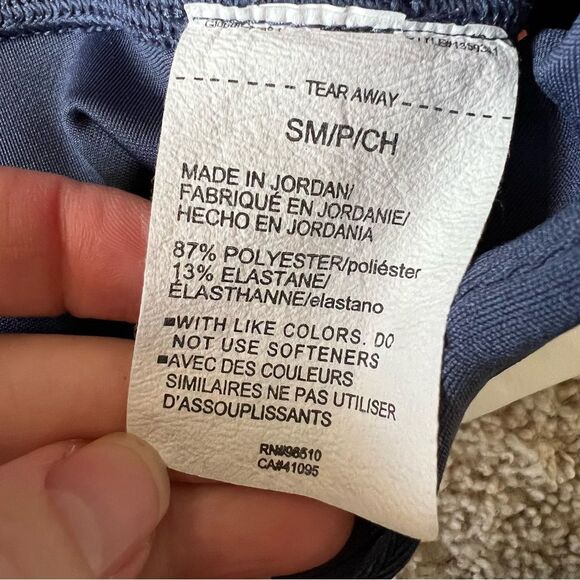 TEAR AWAY
SM/P/CH
MADE IN JORDAN/
FABRIQUÉ EN JORDANIE/
HECHO EN JORDANIA
87% POLYESTER/poliéster
13% ELASTANE/
ÉLASTHANNE/elastano
▪WITH LIKE COLORS. DO
NOT USE SOFTENERS
▪AVEC DES COULEURS
SIMILAIRES NE PAS UTILISER
D'ASSOUPLISSANTS
RN#96510
CA#41095